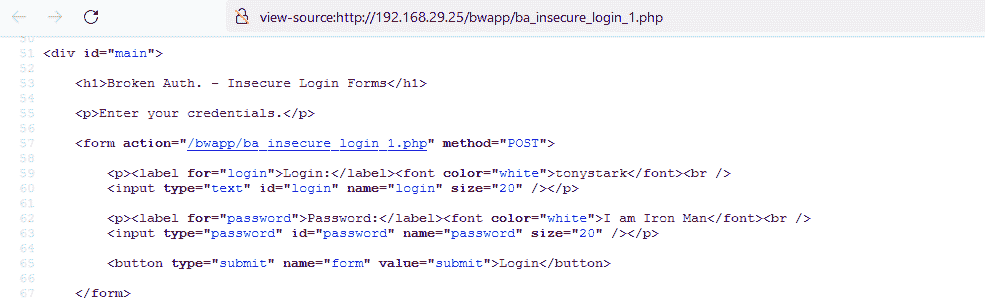 view-source:http://192.168.29.25/bwapp/ba_insecure_login_1.php
50
51 <div id="main">
52
53 <h1>Broken Auth. - Insecure Login Forms</h1>
54
55 <p>Enter your credentials.</p>
56
57 <form action="/bwapp/ba_insecure_login_1.php" method="POST">
58
59 <p><label for="login">Login:</label><font color="white">tonystark</font><br />
60 <input type="text" id="login" name="login" size="20" /></p>
61
62 <p><label for="password">Password:</label><font color="white">I am Iron Man</font><br />
63 <input type="password" id="password" name="password" size="20" /></p>
64
65 <button type="submit" name="form" value="submit">Login</button>
66
67 </form>